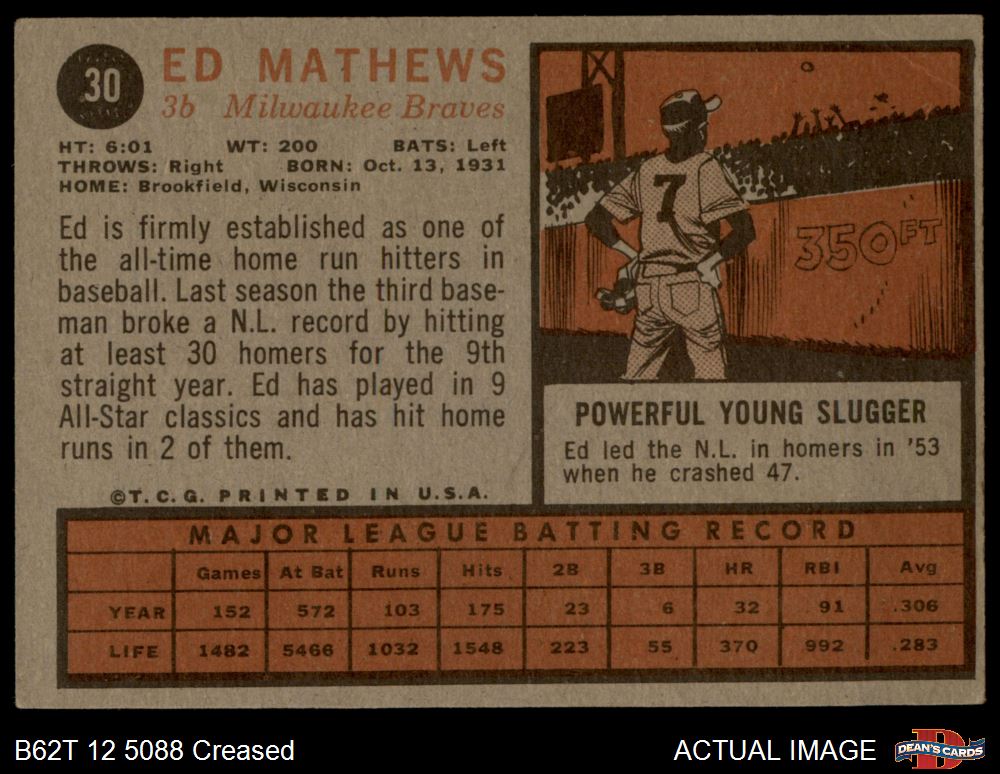 30
ED MATHEWS
3b Milwaukee Braves
HT: 6:01 WT: 200 BATS: Left
THROWS: Right BORN: Oct. 13, 1931
HOME: Brookfield, Wisconsin
Ed is firmly established as one of
the all-time home run hitters in
baseball. Last season the third base-
man broke a N.L. record by hitting
at least 30 homers for the 9th
straight year. Ed has played in 9
All-Star classics and has hit home
runs in 2 of them.
©T.C.G. PRINTED IN U.S.A.
7
350FT
POWERFUL YOUNG SLUGGER
Ed led the N.L. in homers in '53
when he crashed 47.
MAJOR LEAGUE BATTING RECORD
Games At Bat Runs Hits 2B 3B HR RBI Avg
YEAR 152 572 103 175 23 6 32 91 .306
LIFE 1482 5466 1032 1548 223 55 370 992 .283
B62T 12 5088 Creased
ACTUAL IMAGE
D
DEAN'S CARDS